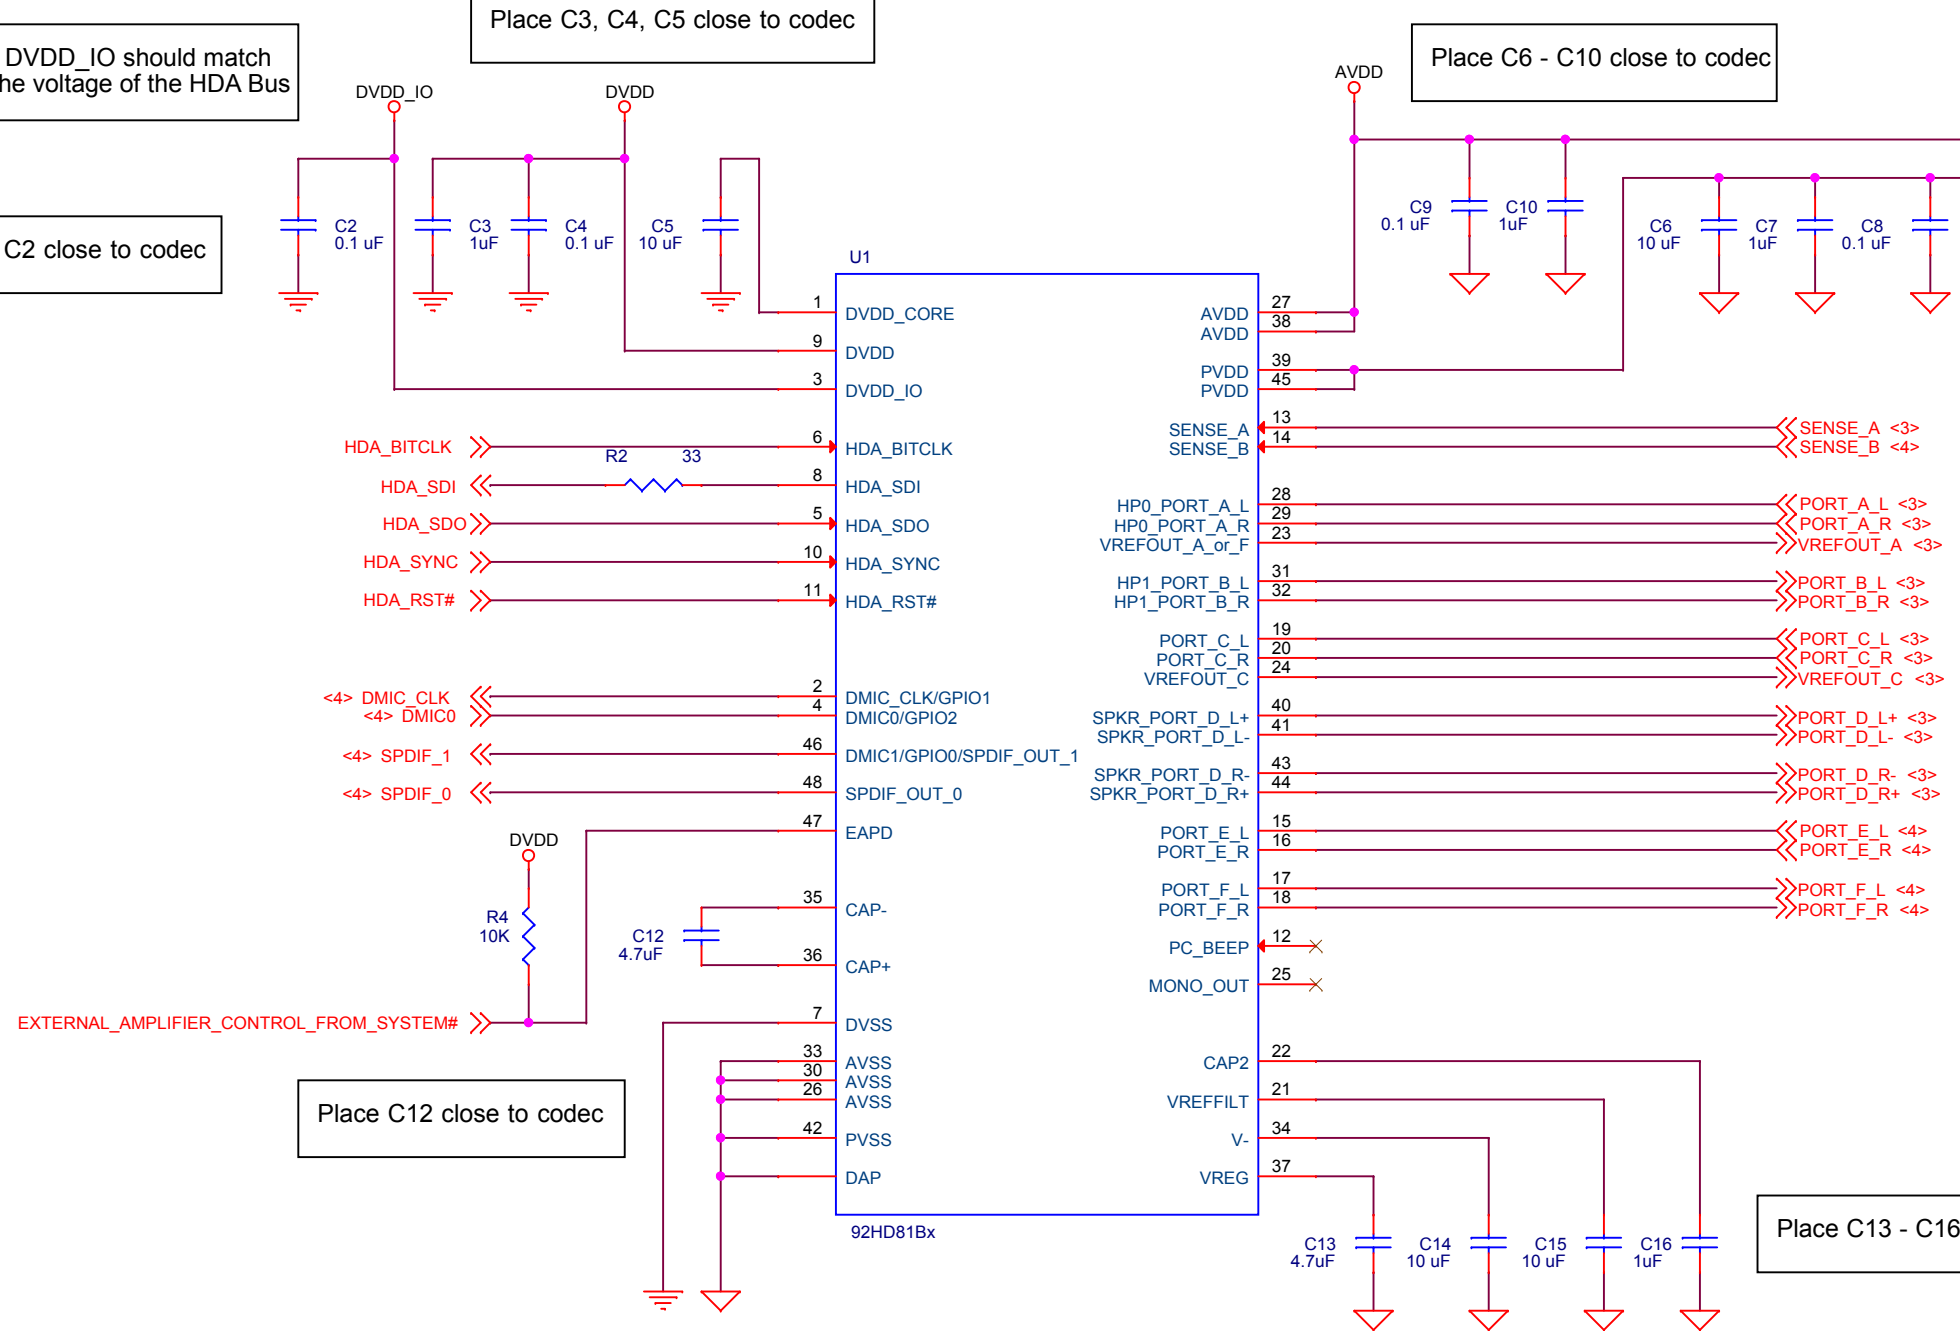 Place C3, C4, C5 close to codec
DVDD_IO should match
he voltage of the HDA Bus
Place C6 - C10 close to codec
AVDD
DVDD_IO
DVDD
C2 close to codec
C2
0.1 uF
C3
1uF
C4
0.1 uF
C5
10 uF
C9
0.1 uF
C10
1uF
C6
10 uF
C7
1uF
C8
0.1 uF
U1
1
DVDD_CORE
9
DVDD
3
DVDD_IO
HDA_BITCLK
6
HDA_BITCLK
R2
33
HDA_SDI
8
HDA_SDI
HDA_SDO
5
HDA_SDO
HDA_SYNC
10
HDA_SYNC
HDA_RST#
11
HDA_RST#
<4> DMIC_CLK
2
DMIC_CLK/GPIO1
<4> DMIC0
4
DMIC0/GPIO2
<4> SPDIF_1
46
DMIC1/GPIO0/SPDIF_OUT_1
<4> SPDIF_0
48
SPDIF_OUT_0
47
EAPD
DVDD
R4
10K
35
CAP-
C12
4.7uF
36
CAP+
EXTERNAL_AMPLIFIER_CONTROL_FROM_SYSTEM#
7
DVSS
33
AVSS
30
AVSS
26
AVSS
42
PVSS
DAP
Place C12 close to codec
92HD81Bx
27
AVDD
38
AVDD
39
PVDD
45
PVDD
13
SENSE_A
SENSE_A <3>
14
SENSE_B
SENSE_B <4>
28
HP0_PORT_A_L
PORT_A_L <3>
29
HP0_PORT_A_R
PORT_A_R <3>
23
VREFOUT_A_or_F
VREFOUT_A <3>
31
HP1_PORT_B_L
PORT_B_L <3>
32
HP1_PORT_B_R
PORT_B_R <3>
19
PORT_C_L
PORT_C_L <3>
20
PORT_C_R
PORT_C_R <3>
24
VREFOUT_C
VREFOUT_C <3>
40
SPKR_PORT_D_L+
PORT_D_L+ <3>
41
SPKR_PORT_D_L-
PORT_D_L- <3>
43
SPKR_PORT_D_R-
PORT_D_R- <3>
44
SPKR_PORT_D_R+
PORT_D_R+ <3>
15
PORT_E_L
PORT_E_L <4>
16
PORT_E_R
PORT_E_R <4>
17
PORT_F_L
PORT_F_L <4>
18
PORT_F_R
PORT_F_R <4>
12
PC_BEEP
25
MONO_OUT
22
CAP2
21
VREFFILT
34
V-
37
VREG
C13
4.7uF
C14
10 uF
C15
10 uF
C16
1uF
Place C13 - C16